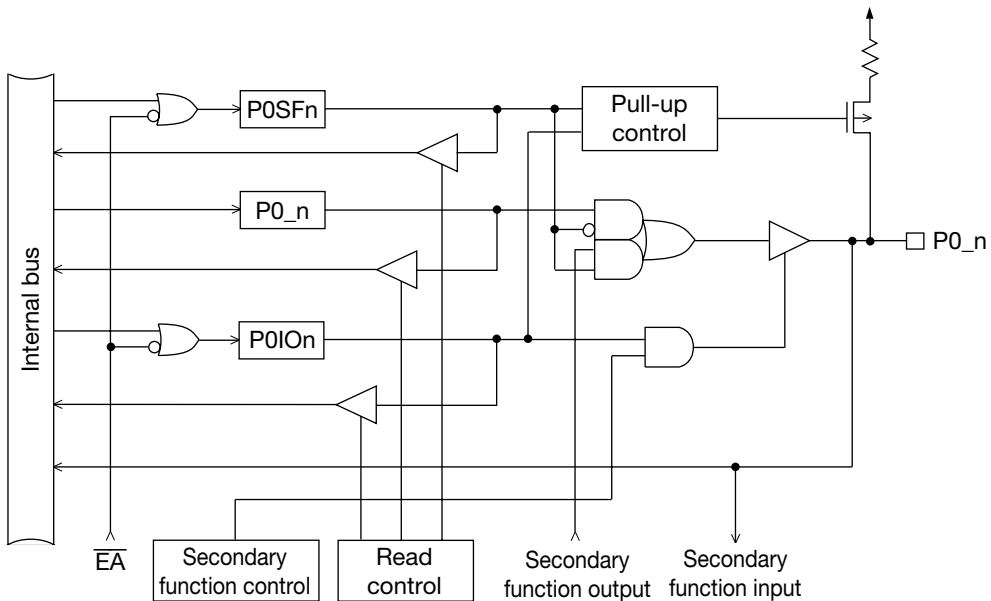 P0SFn
Pull-up
control
P0_n
P0_n
Internal bus
P0IOn
EA
Secondary
function control
Read
control
Secondary
function output
Secondary
function input